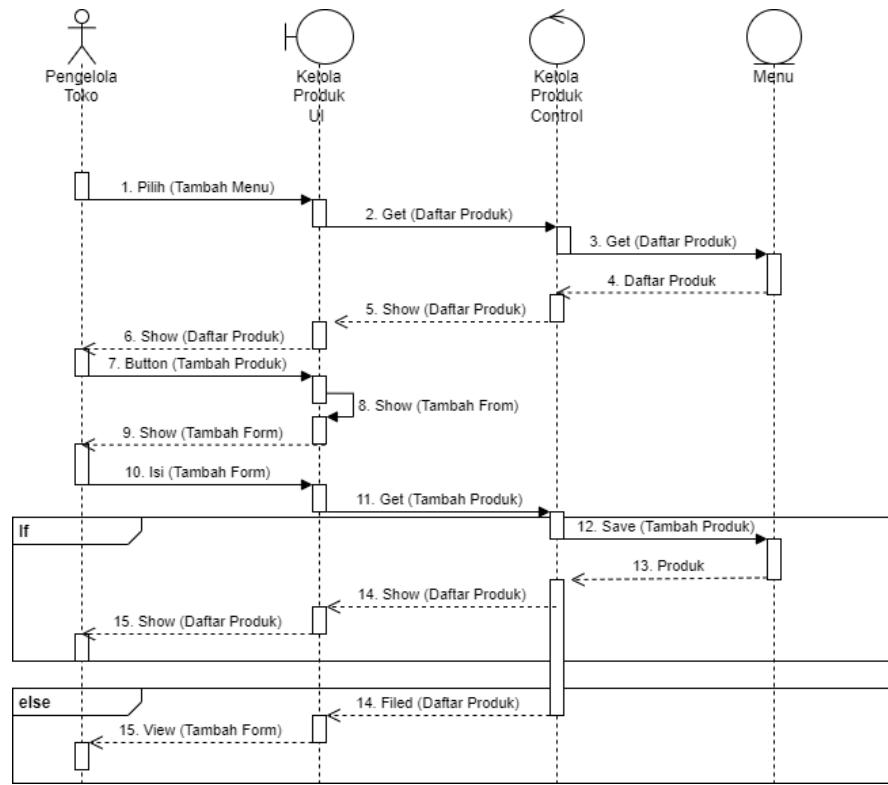 Pengelola
Toko
Kelola
Produk
UI
Kelola
Produk
Control
Menu
1. Pilih (Tambah Menu)
2. Get (Daftar Produk)
3. Get (Daftar Produk)
4. Daftar Produk
5. Show (Daftar Produk)
6. Show (Daftar Produk)
7. Button (Tambah Produk)
8. Show (Tambah From)
9. Show (Tambah Form)
10. Isi (Tambah Form)
11. Get (Tambah Produk)
If
12. Save (Tambah Produk)
13. Produk
14. Show (Daftar Produk)
15. Show (Daftar Produk)
else
14. Filed (Daftar Produk)
15. View (Tambah Form)